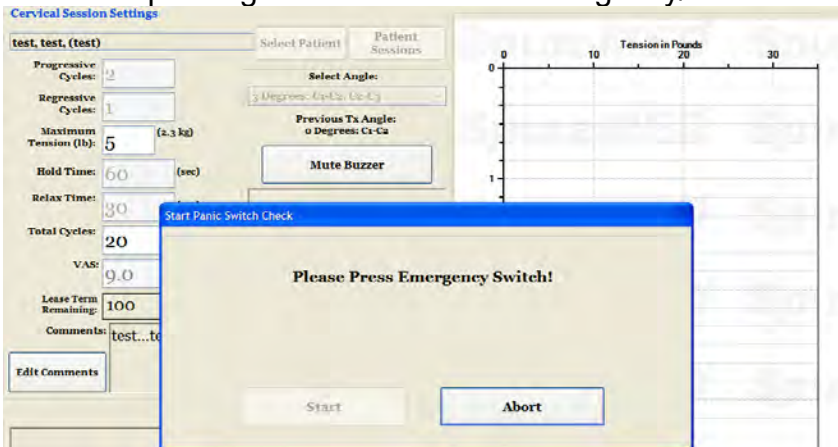 Cervical Session Settings
test, test, (test)
Select Patient
Patient
Sessions
Progressive
Cycles:
2
Select Angle:
Regressive
Cycles:
1
Previous Tx Angle:
0 Degrees: C1-C2
Maximum
Tension (lb):
5
(2.3 kg)
Hold Time:
60
(sec)
Mute Buzzer
Relax Time:
30
Total Cycles:
20
VAS:
9.0
Lease Term
Remaining:
100
Comments:
test...te
Edit Comments
Start Panic Switch Check
Please Press Emergency Switch!
Start
Abort
Tension in Pounds
0
10
20
30
0
1